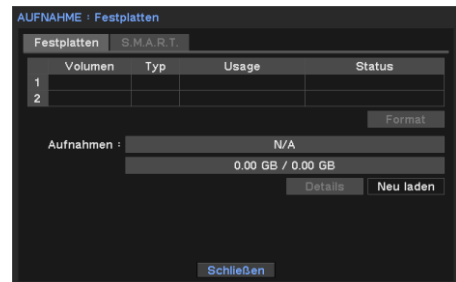 AUFNAHME : Festplatten
Festplatten S.M.A.R.T.
Volumen Typ Usage Status
1
2
Format
Aufnahmen : N/A
0.00 GB / 0.00 GB
Details Neu laden
Schließen